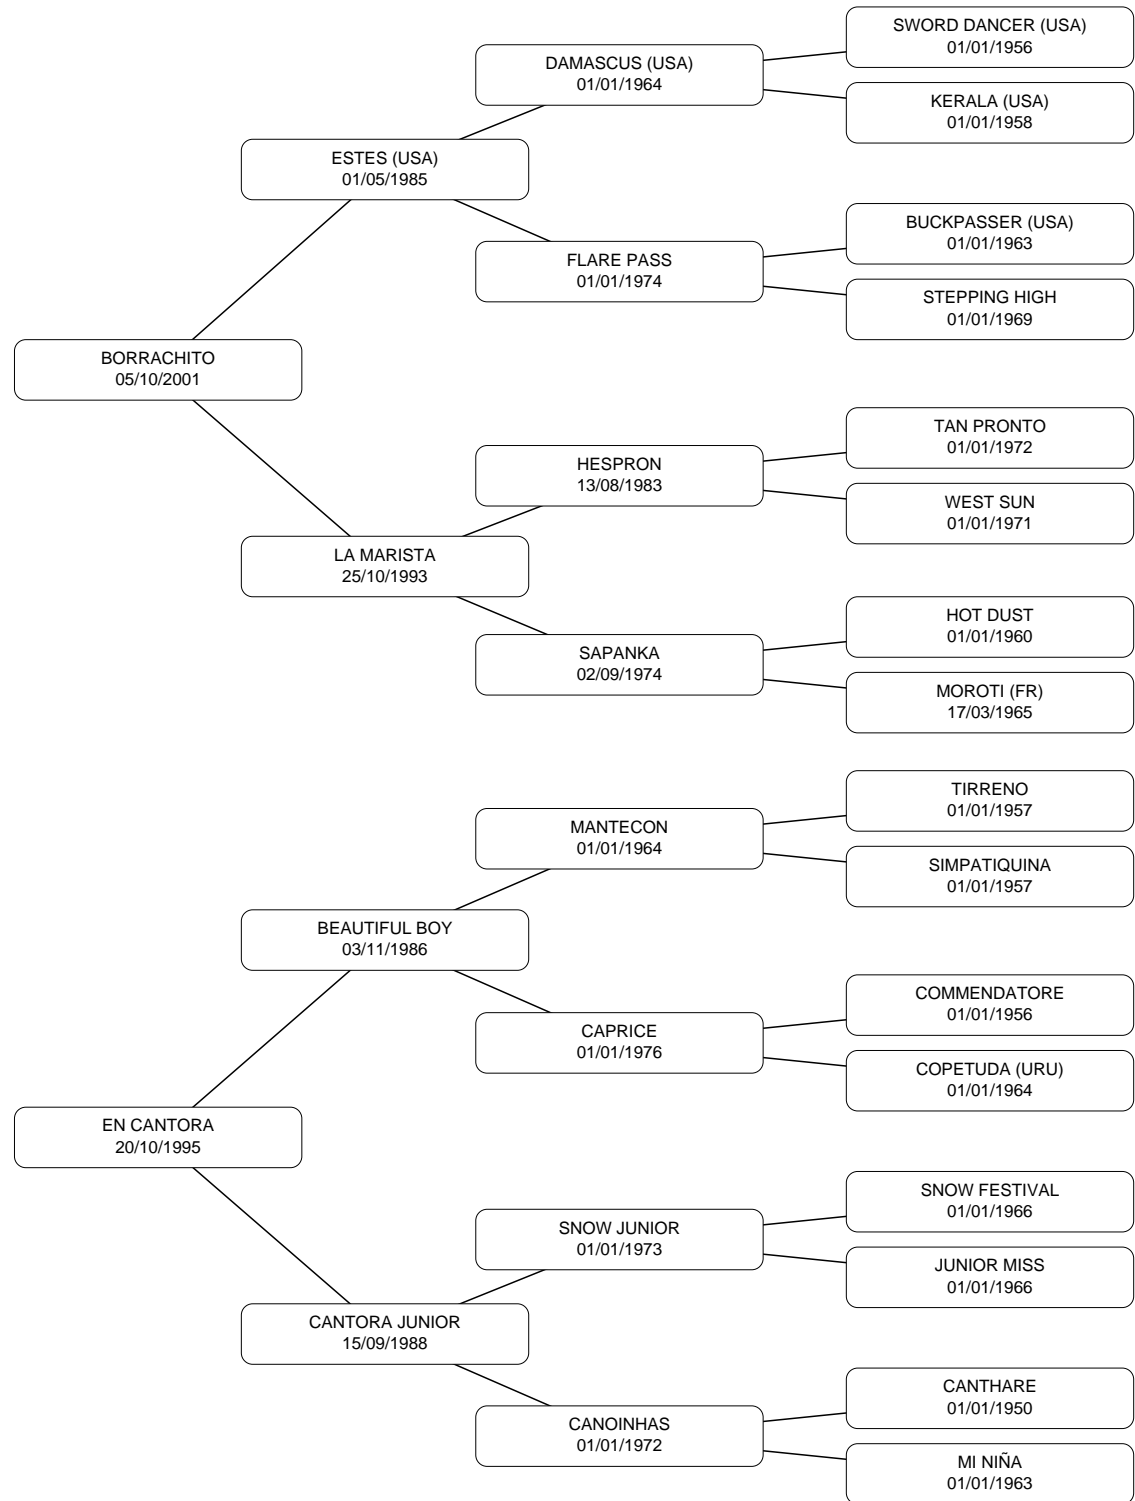 SWORD DANCER (USA)
01/01/1956
DAMASCUS (USA)
01/01/1964
KERALA (USA)
01/01/1958
ESTES (USA)
01/05/1985
BUCKPASSER (USA)
01/01/1963
FLARE PASS
01/01/1974
STEPPING HIGH
01/01/1969
BORRACHITO
05/10/2001
TAN PRONTO
01/01/1972
HESPRON
13/08/1983
WEST SUN
01/01/1971
LA MARISTA
25/10/1993
HOT DUST
01/01/1960
SAPANKA
02/09/1974
MOROTI (FR)
17/03/1965
TIRRENO
01/01/1957
MANTECON
01/01/1964
SIMPATIQUINA
01/01/1957
BEAUTIFUL BOY
03/11/1986
COMMENDATORE
01/01/1956
CAPRICE
01/01/1976
COPETUDA (URU)
01/01/1964
EN CANTORA
20/10/1995
SNOW FESTIVAL
01/01/1966
SNOW JUNIOR
01/01/1973
JUNIOR MISS
01/01/1966
CANTORA JUNIOR
15/09/1988
CANTHARE
01/01/1950
CANOINHAS
01/01/1972
MI NIÑA
01/01/1963